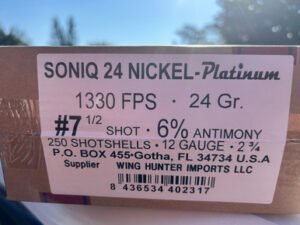 SONIQ 24 NICKEL-Platinum
1330 FPS · 24 Gr.
#7 1/2 SHOT · 6% ANTIMONY
250 SHOTSHELLS · 12 GAUGE · 2 3/4
P.O. BOX 455·Gotha, FL 34734 U.S.A
Supplier WING HUNTER IMPORTS LLC
8 436534 402317